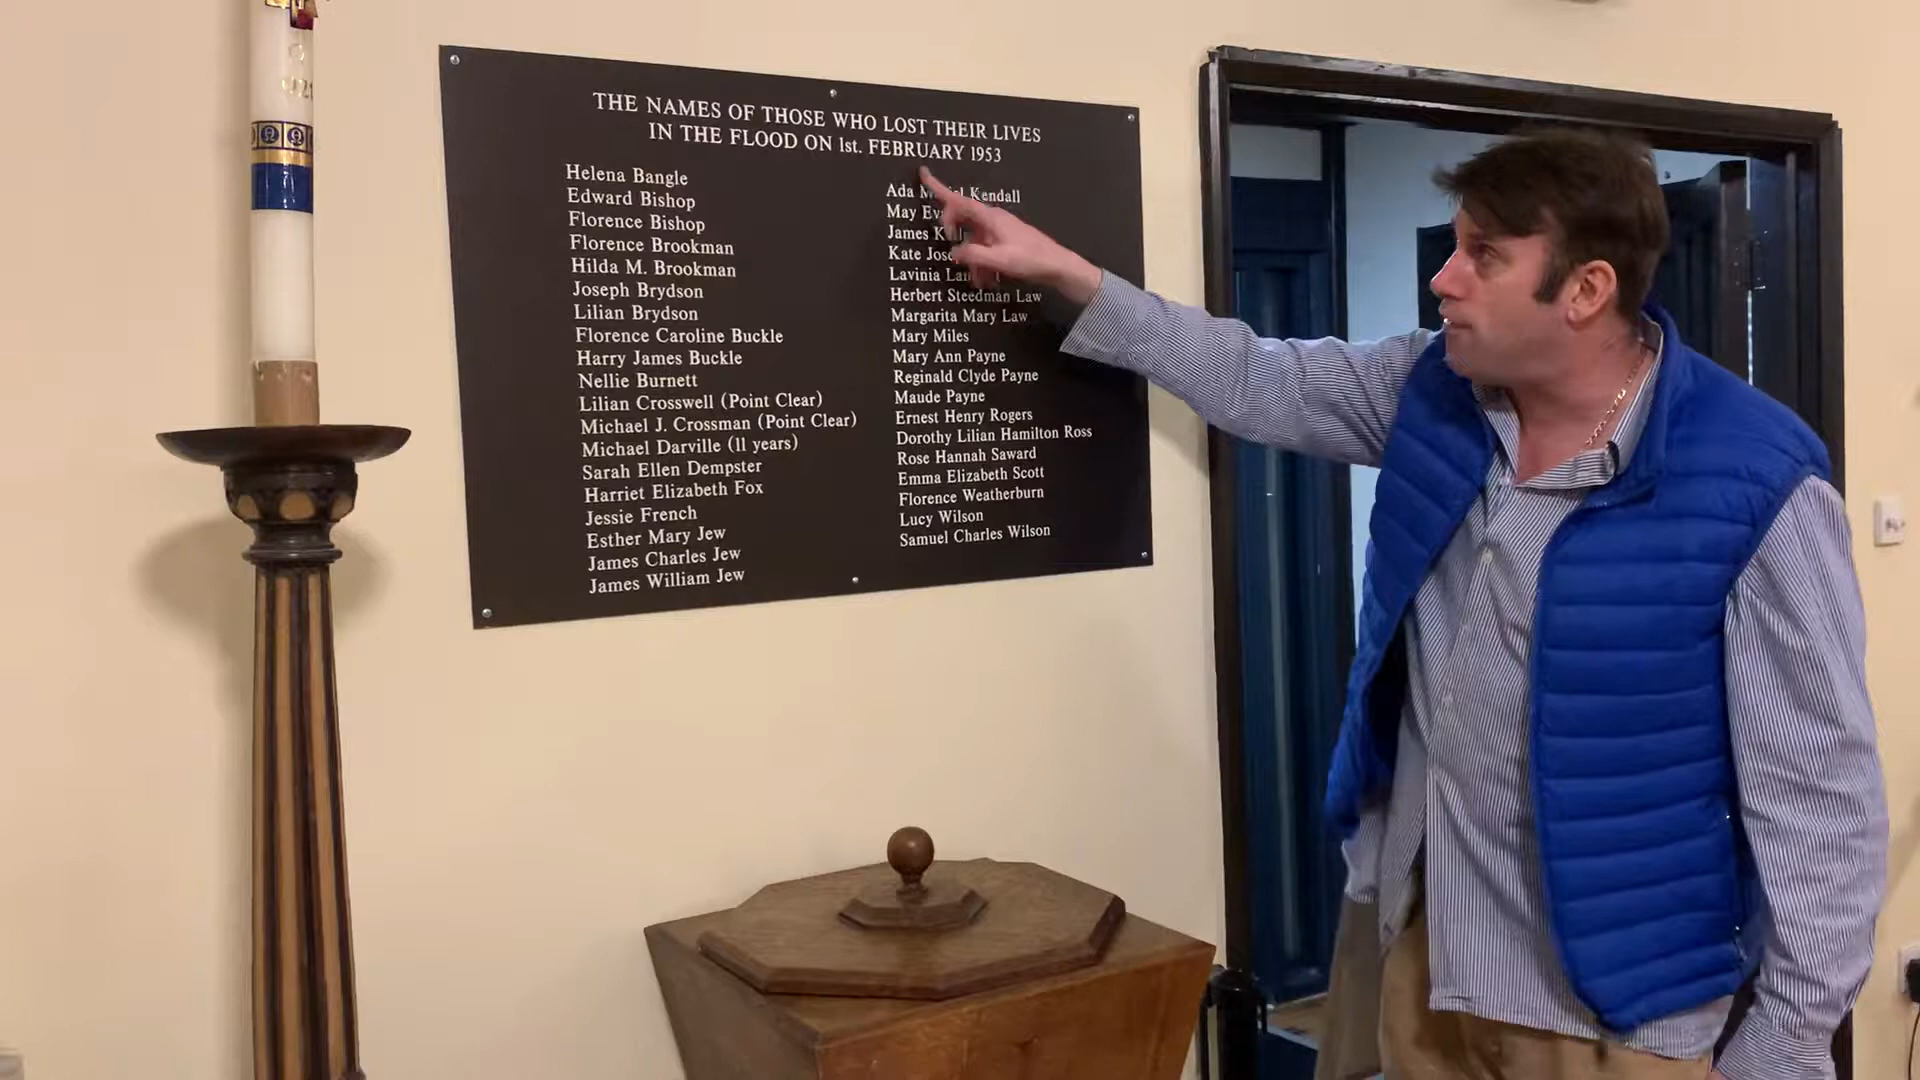 THE NAMES OF THOSE WHO LOST THEIR LIVES
IN THE FLOOD ON 1st. FEBRUARY 1953
Helena Bangle
Edward Bishop
Florence Bishop
Florence Brookman
Hilda M. Brookman
Joseph Brydson
Lilian Brydson
Florence Caroline Buckle
Harry James Buckle
Nellie Burnett
Lilian Crosswell (Point Clear)
Michael J. Crossman (Point Clear)
Michael Darville (11 years)
Sarah Ellen Dempster
Harriet Elizabeth Fox
Jessie French
Esther Mary Jew
James Charles Jew
James William Jew
Ada Kendall
May
James
Kate
Lavinia
Herbert Steedman Law
Margarita Mary Law
Mary Miles
Mary Ann Payne
Reginald Clyde Payne
Maude Payne
Ernest Henry Rogers
Dorothy Lilian Hamilton Ross
Rose Hannah Saward
Emma Elizabeth Scott
Florence Weatherburn
Lucy Wilson
Samuel Charles Wilson